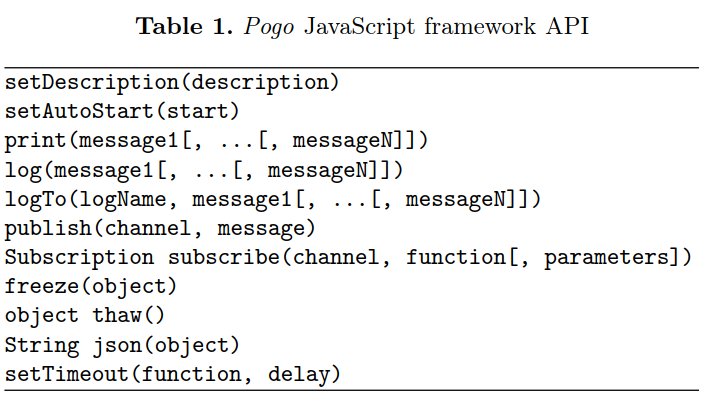 Table 1. Pogo JavaScript framework API
setDescription(description)
setAutoStart(start)
print(message1[, ...[, messageN]])
log(message1[, ...[, messageN]])
logTo(logName, message1[, ...[, messageN]])
publish(channel, message)
Subscription subscribe(channel, function[, parameters])
freeze(object)
object thaw()
String json(object)
setTimeout(function, delay)